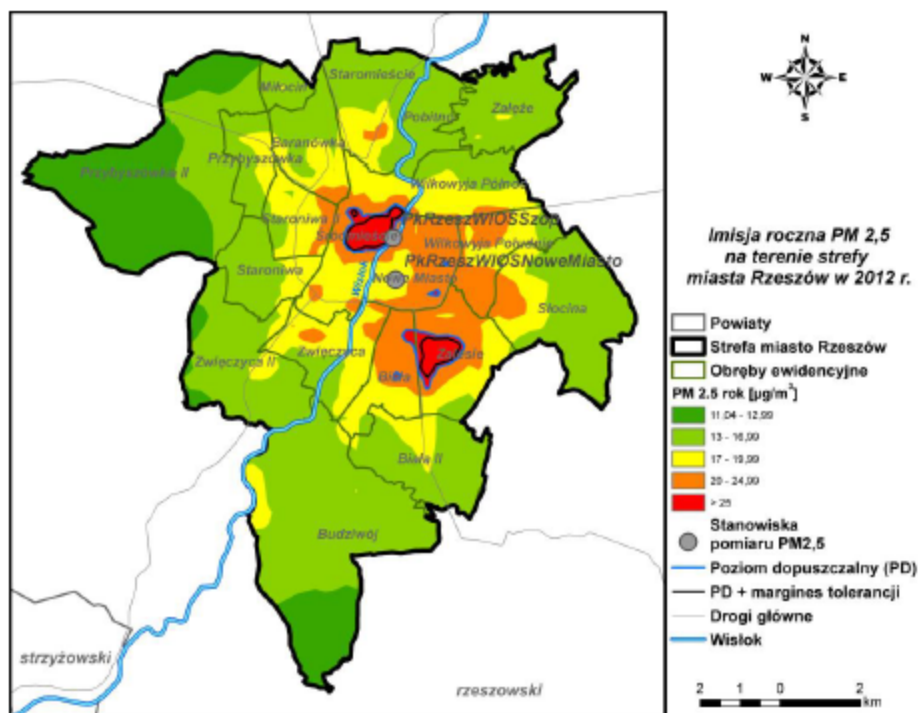 Staromieście
Miłocin
Pobitno
Załęże
Baranówka
Przybyszówka
Przybyszówka II
Wilkowyja Północ
PkRzeszWIOSSzop
Staroniwa I
Śródmieście
Wilkowyja Południe
PkRzeszWIOSNoweMiasto
Staroniwa
Wisłok
Nowe Miasto
Słocina
Zwięczyca
Zalesie
Zwięczyca II
Biała
Biała II
Budziwój
strzyżowski
rzeszowski
N
W
E
S
Imisja roczna PM 2,5
na terenie strefy
miasta Rzeszów w 2012 r.
Powiaty
Strefa miasto Rzeszów
Obręby ewidencyjne
PM 2.5 rok [µg/m³]
11,04 - 12,99
13 - 16,99
17 - 19,99
20 - 24,99
> 25
Stanowiska
pomiaru PM2,5
Poziom dopuszczalny (PD)
PD + margines tolerancji
Drogi główne
Wisłok
2 1 0 2
km